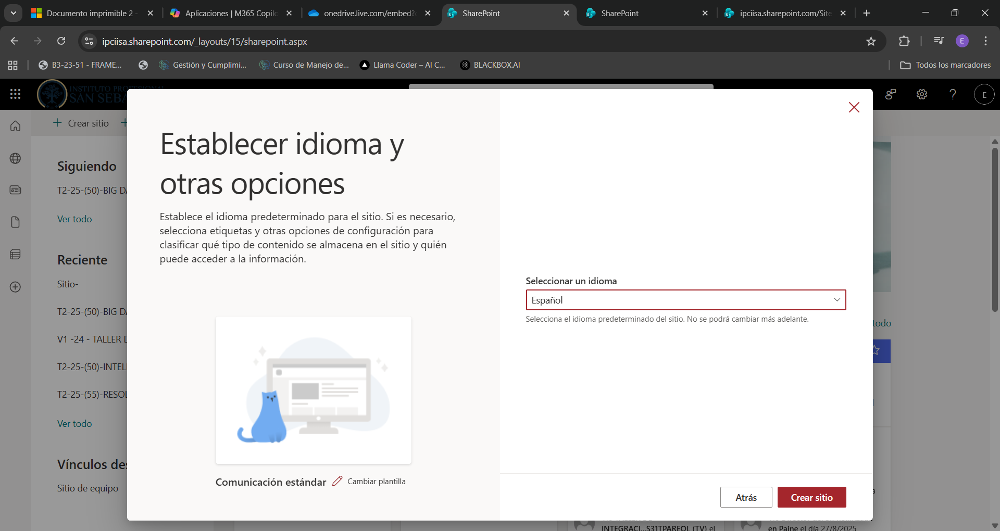 Documento imprimible 2 -
Aplicaciones | M365 Copilo
onedrive.live.com/embed?
SharePoint
SharePoint
ipciisa.sharepoint.com/Site
ipciisa.sharepoint.com/_layouts/15/sharepoint.aspx
E
B3-23-51 - FRAME...
Gestión y Cumplimi...
Curso de Manejo de...
Llama Coder – AI C...
BLACKBOX.AI
Todos los marcadores
INSTITUTO PROFESIONAL
SAN SEBA
E
Crear sitio
Siguiendo
T2-25-(50)-BIG DA
Ver todo
Reciente
Sitio-
T2-25-(50)-BIG DA
V1 -24 - TALLER D
T2-25-(50)-INTEL
T2-25-(55)-RESOL
Ver todo
Vínculos des
Sitio de equipo
Establecer idioma y
otras opciones
Establece el idioma predeterminado para el sitio. Si es necesario,
selecciona etiquetas y otras opciones de configuración para
clasificar qué tipo de contenido se almacena en el sitio y quién
puede acceder a la información.
Comunicación estándar
Cambiar plantilla
Seleccionar un idioma
Español
Selecciona el idioma predeterminado del sitio. No se podrá cambiar más adelante.
Atrás
Crear sitio
todo
INTEGRACI...S31TPAREOL (TV) el
en Paine el día 27/8/2025